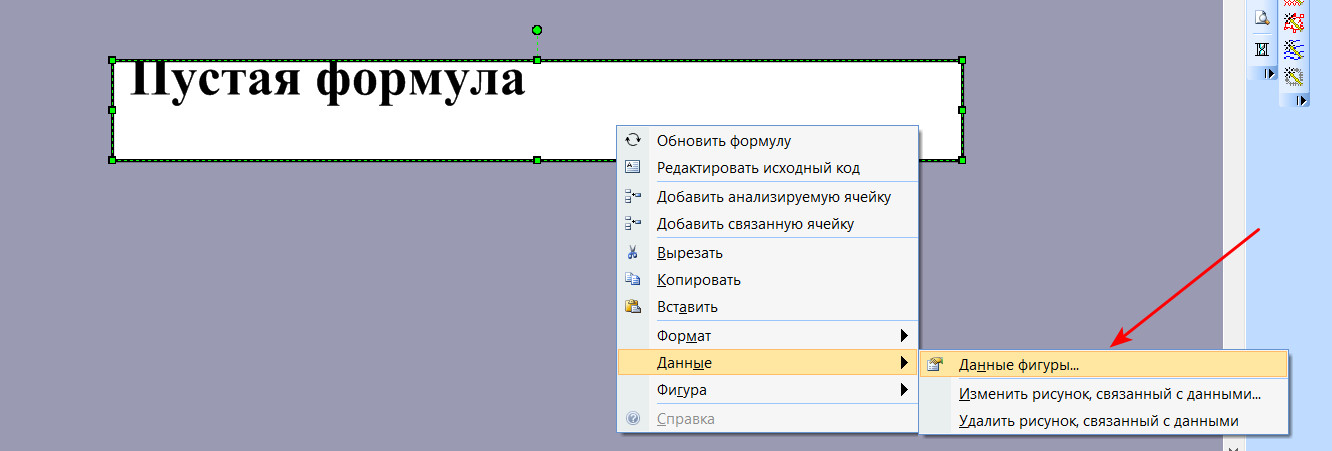 Пустая формула
Обновить формулу
Редактировать исходный код
Добавить анализируемую ячейку
Добавить связанную ячейку
Вырезать
Копировать
Вставить
Формат
Данные
Фигура
Справка
Данные фигуры...
Изменить рисунок, связанный с данными...
Удалить рисунок, связанный с данными